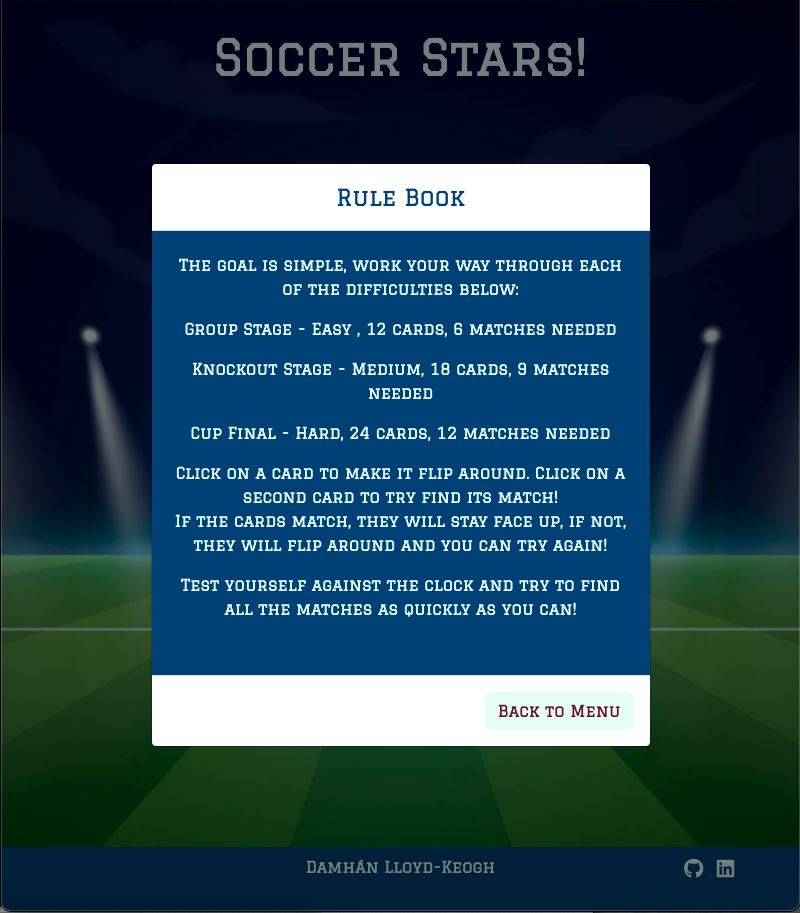 Soccer Stars!
Rule Book
The goal is simple, work your way through each
of the difficulties below:
Group Stage - Easy , 12 cards, 6 matches needed
Knockout Stage - Medium, 18 cards, 9 matches
needed
Cup Final - Hard, 24 cards, 12 matches needed
Click on a card to make it flip around. Click on a
second card to try find its match!
If the cards match, they will stay face up, if not,
they will flip around and you can try again!
Test yourself against the clock and try to find
all the matches as quickly as you can!
Back to Menu
Damhán Lloyd-Keogh